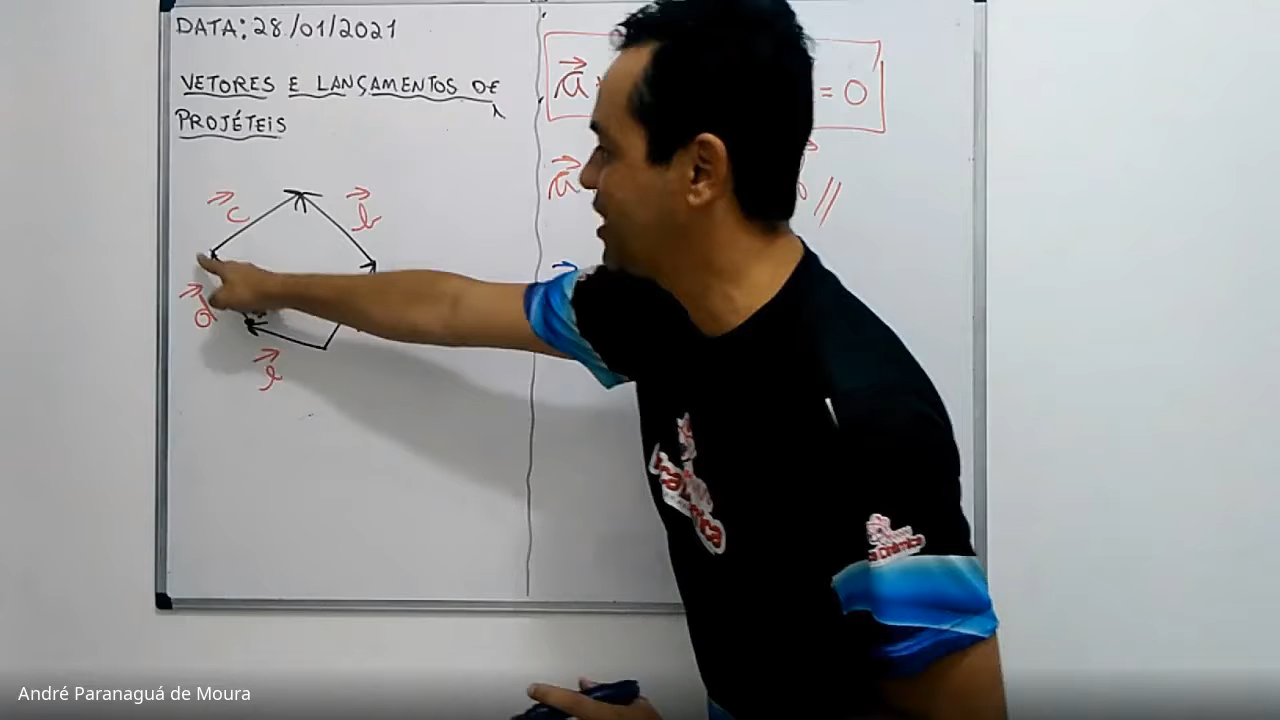 DATA: 28/01/2021
VETORES E LANÇAMENTOS DE
PROJÉTEIS
c
b
d
e
a
= 0
a
André Paranaguá de Moura